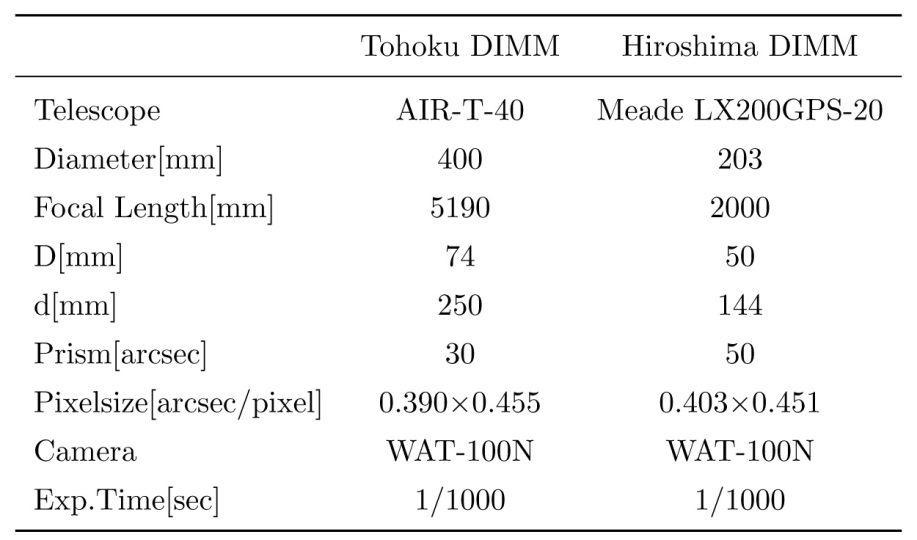 Tohoku DIMM Hiroshima DIMM
Telescope AIR-T-40 Meade LX200GPS-20
Diameter[mm] 400 203
Focal Length[mm] 5190 2000
D[mm] 74 50
d[mm] 250 144
Prism[arcsec] 30 50
Pixelsize[arcsec/pixel] 0.390×0.455 0.403×0.451
Camera WAT-100N WAT-100N
Exp.Time[sec] 1/1000 1/1000